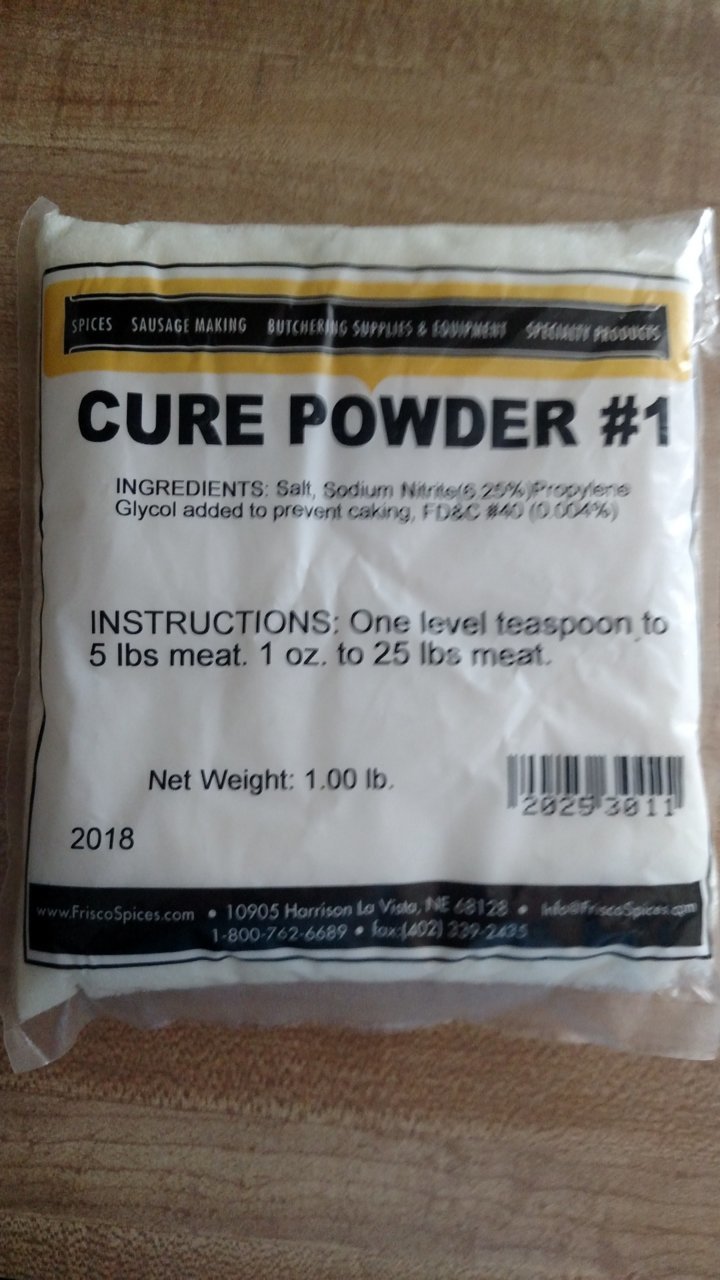 SPICES SAUSAGE MAKING BUTCHERING SUPPLIES & EQUIPMENT SPECIALTY PRODUCTS
CURE POWDER #1
INGREDIENTS: Salt, Sodium Nitrite(6.25%)Propylene
Glycol added to prevent caking, FD&C #40 (0.004%)
INSTRUCTIONS: One level teaspoon to
5 lbs meat. 1 oz. to 25 lbs meat.
Net Weight: 1.00 lb.
2025 3011
2018
www.FriscoSpices.com • 10905 Harrison La Vista, NE 68128 • Info@FriscoSpices.com
1-800-762-6689 • fax:(402) 339-2435